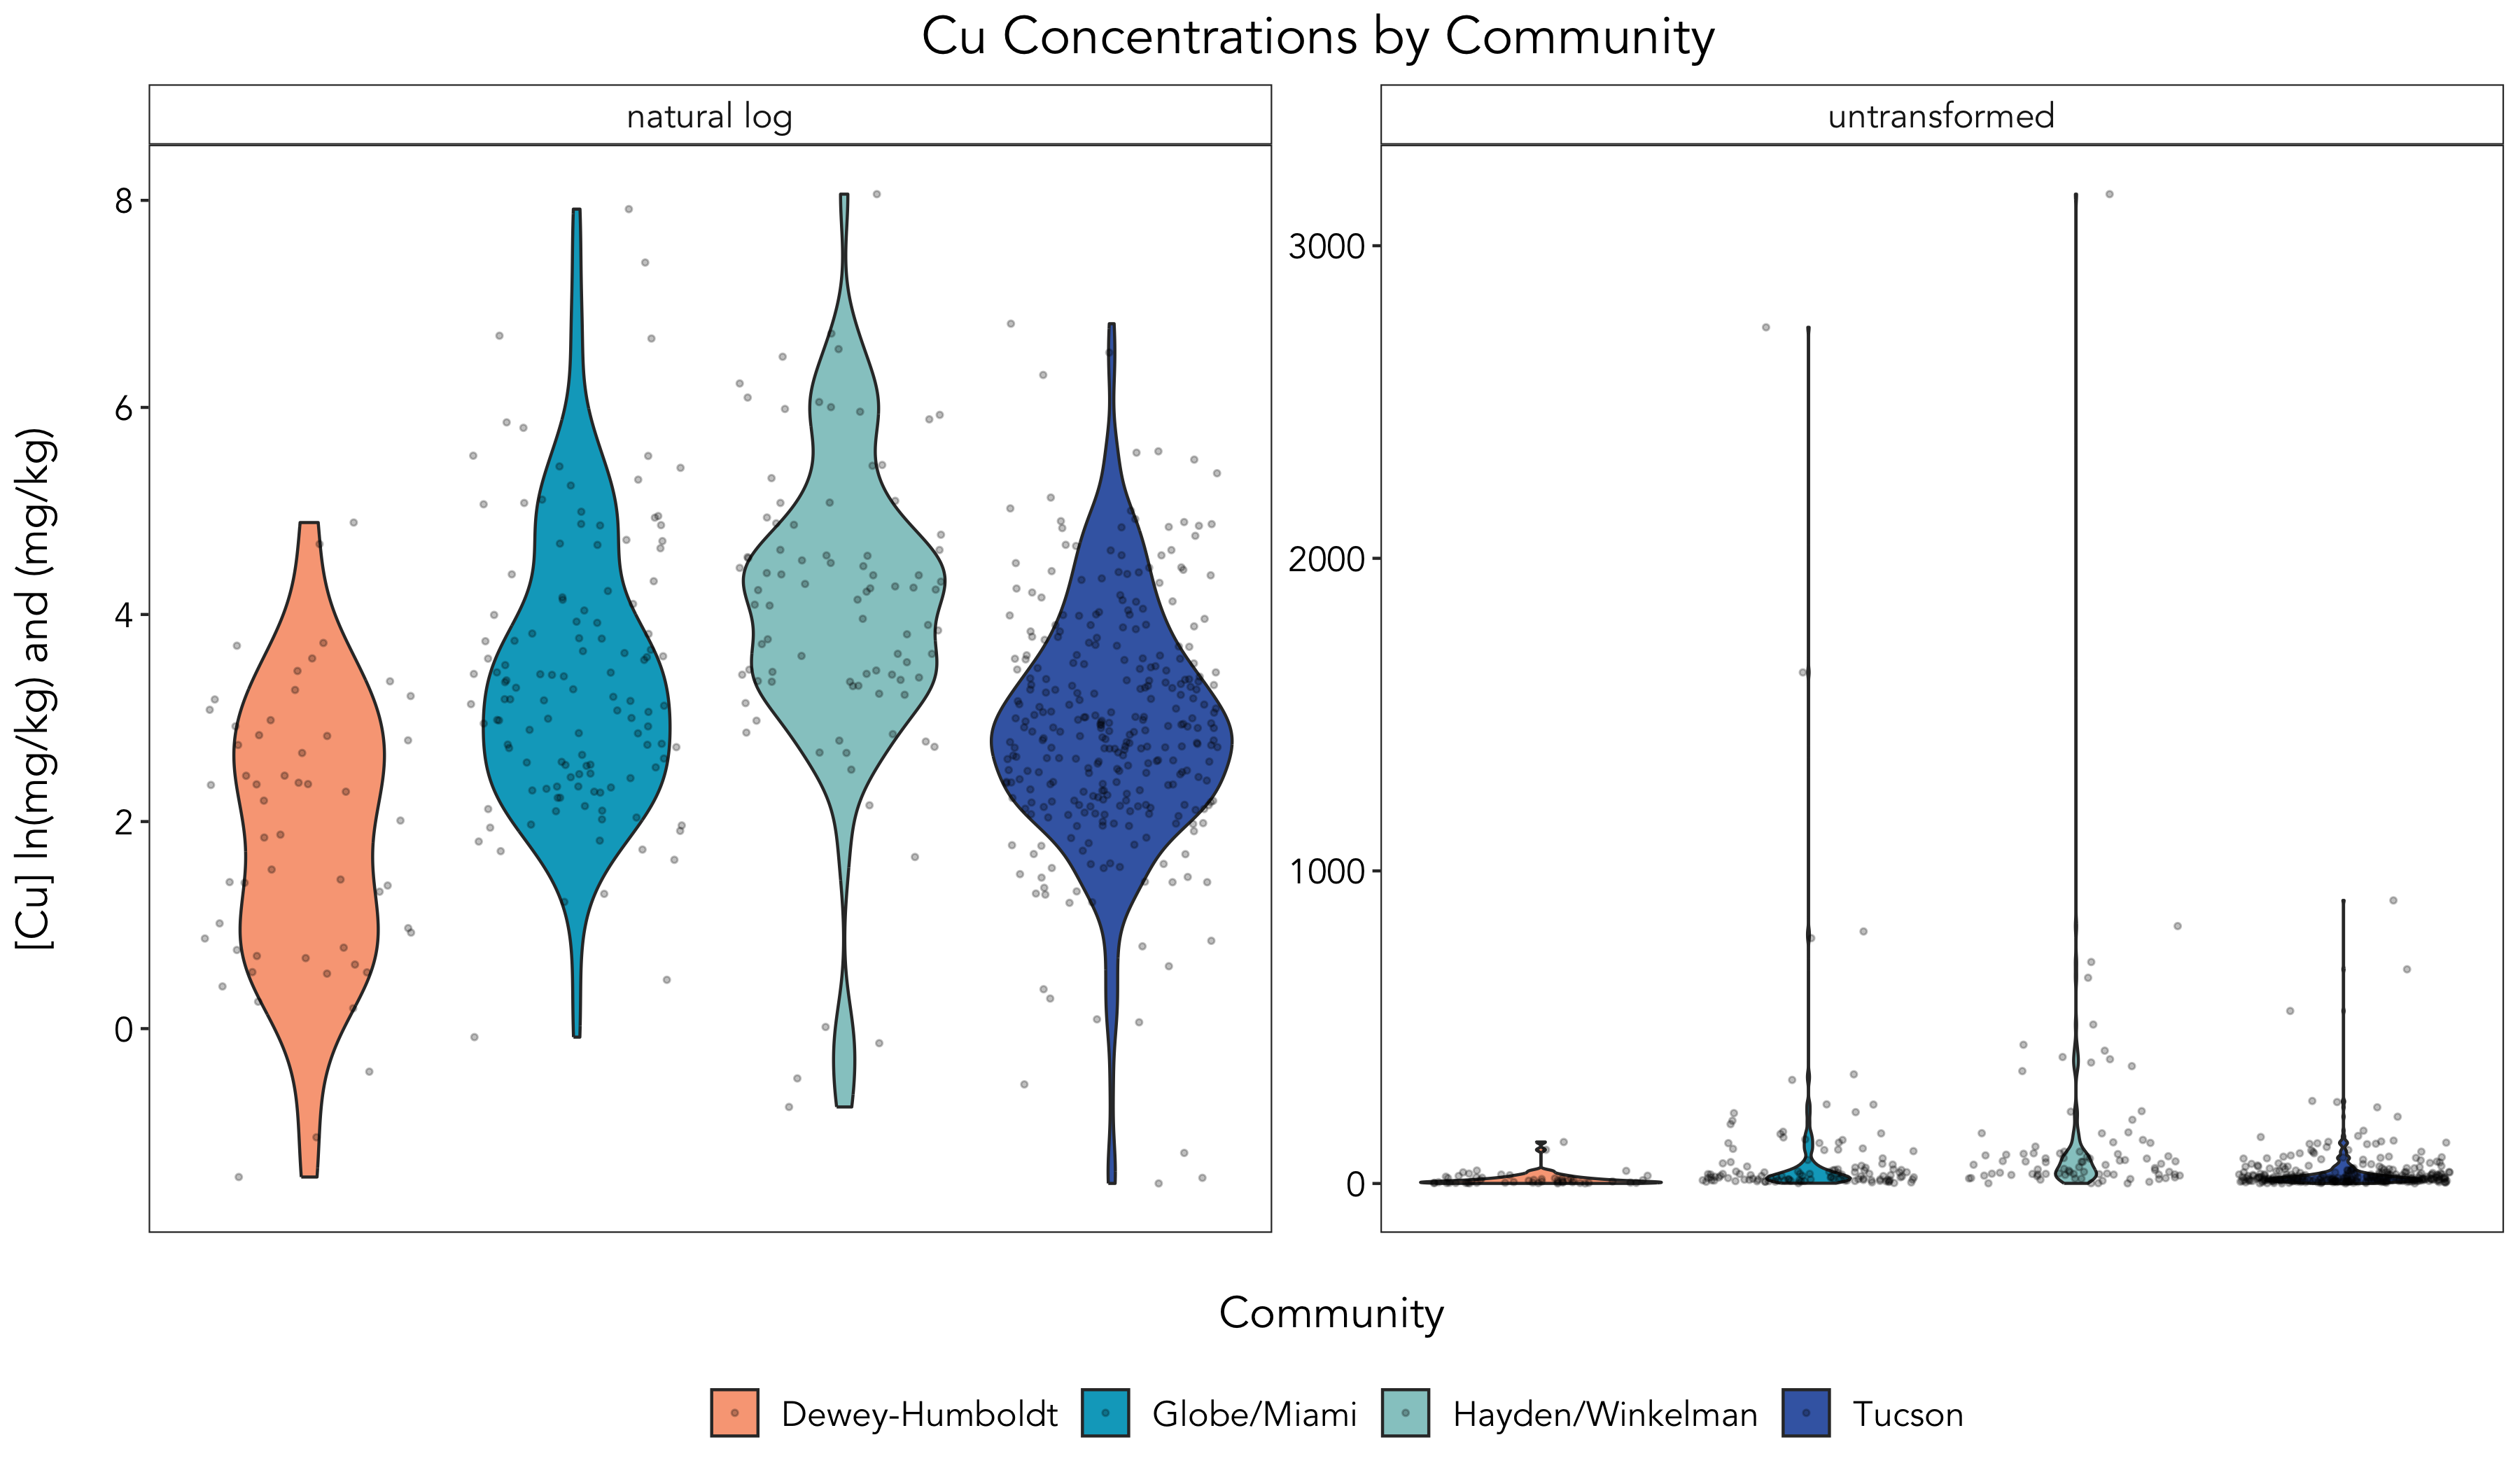 Cu Concentrations by Community
natural log
untransformed
[Cu] ln(mg/kg) and (mg/kg)
8
6
4
2
0
3000
2000
1000
0
Community
Dewey-Humboldt
Globe/Miami
Hayden/Winkelman
Tucson